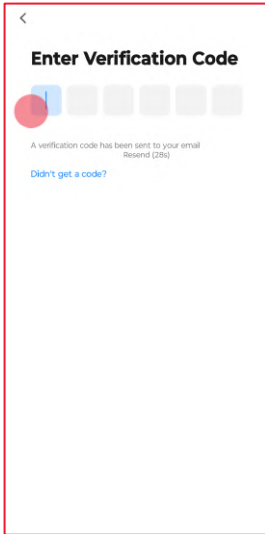 Enter Verification Code
A verification code has been sent to your email
Resend (28s)
Didn't get a code?